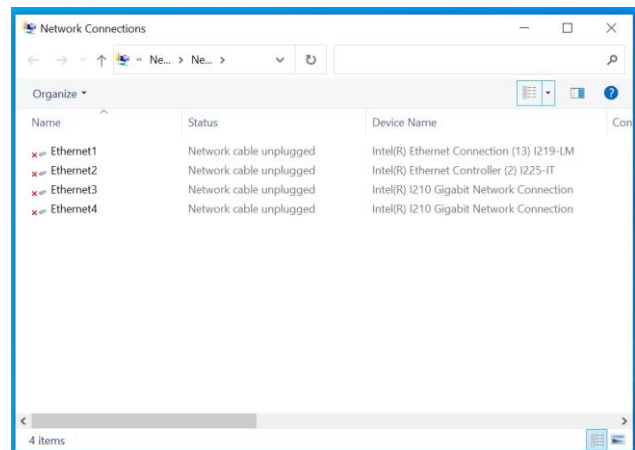 Network Connections
« Ne... > Ne... >
Organize
Name Status Device Name Con
Ethernet1 Network cable unplugged Intel(R) Ethernet Connection (13) I219-LM
Ethernet2 Network cable unplugged Intel(R) Ethernet Controller (2) I225-IT
Ethernet3 Network cable unplugged Intel(R) I210 Gigabit Network Connection
Ethernet4 Network cable unplugged Intel(R) I210 Gigabit Network Connection
4 items